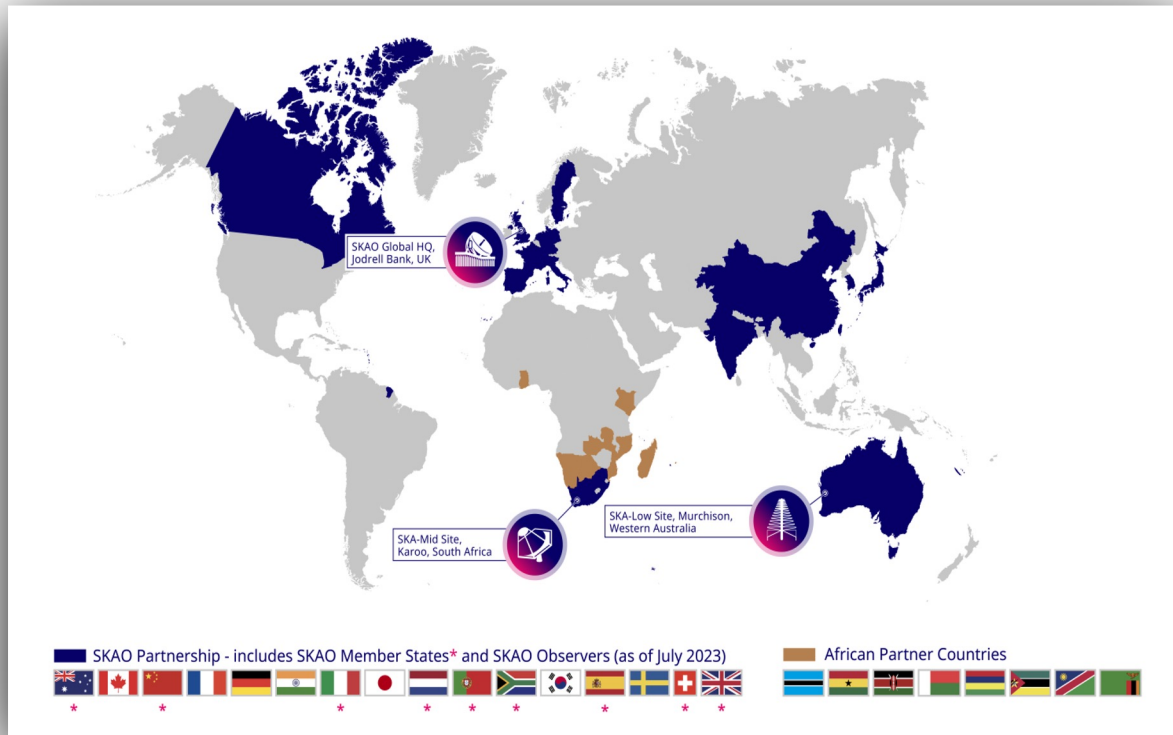 SKAO Global HQ,
Jodrell Bank, UK
SKA-Mid Site,
Karoo, South Africa
SKA-Low Site, Murchison,
Western Australia
SKAO Partnership - includes SKAO Member States* and SKAO Observers (as of July 2023)
African Partner Countries
* * * * * * * * *